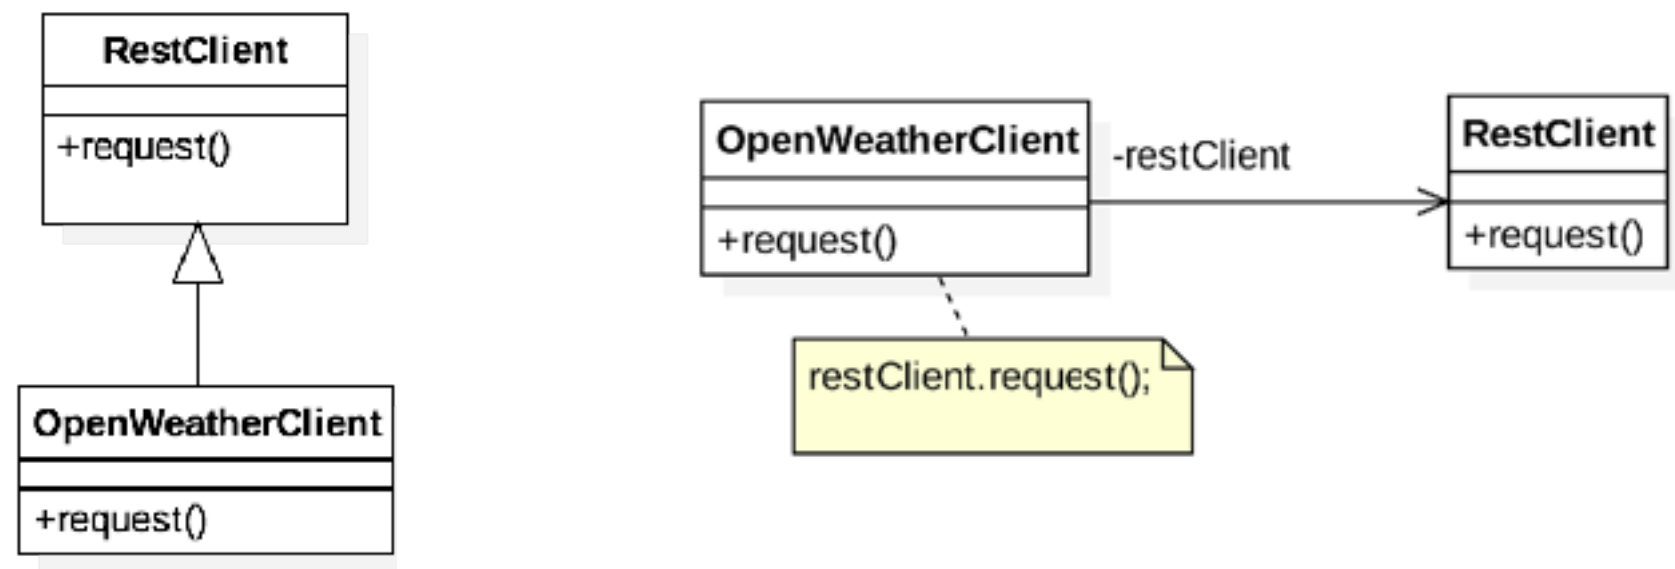 RestClient
+request()
OpenWeatherClient
+request()
OpenWeatherClient
+request()
-restClient
RestClient
+request()
restClient.request();